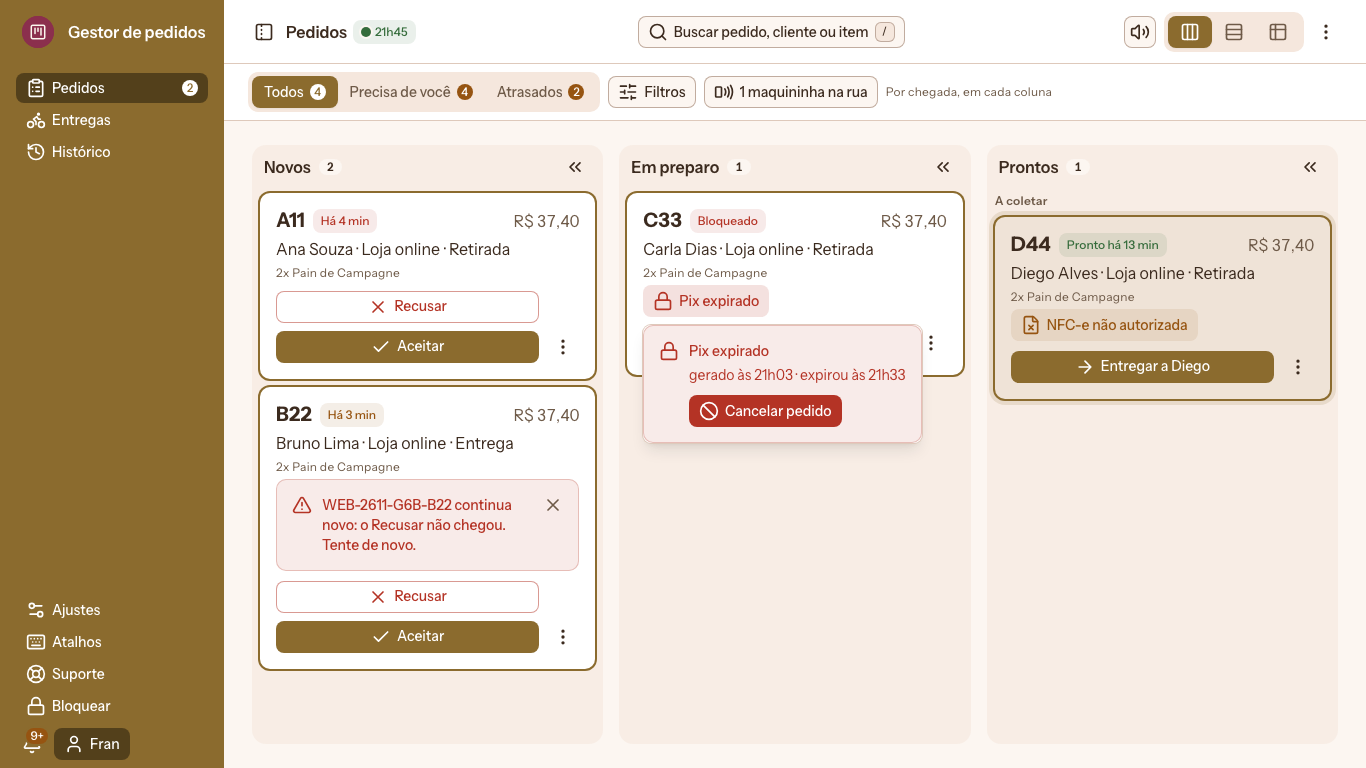 Gestor de pedidos
Pedidos 2
Entregas
Histórico
Ajustes
Atalhos
Suporte
Bloquear
9+
Fran
Pedidos 21h45
Buscar pedido, cliente ou item /
Todos 4 Precisa de você 4 Atrasados 2 Filtros 1 maquininha na rua Por chegada, em cada coluna
Novos 2
A11 Há 4 min R$ 37,40
Ana Souza · Loja online · Retirada
2x Pain de Campagne
Recusar
Aceitar
B22 Há 3 min R$ 37,40
Bruno Lima · Loja online · Entrega
2x Pain de Campagne
WEB-2611-G6B-B22 continua
novo: o Recusar não chegou.
Tente de novo.
Recusar
Aceitar
Em preparo 1
C33 Bloqueado R$ 37,40
Carla Dias · Loja online · Retirada
2x Pain de Campagne
Pix expirado
Pix expirado
gerado às 21h03 · expirou às 21h33
Cancelar pedido
Prontos 1
A coletar
D44 Pronto há 13 min R$ 37,40
Diego Alves · Loja online · Retirada
2x Pain de Campagne
NFC-e não autorizada
Entregar a Diego